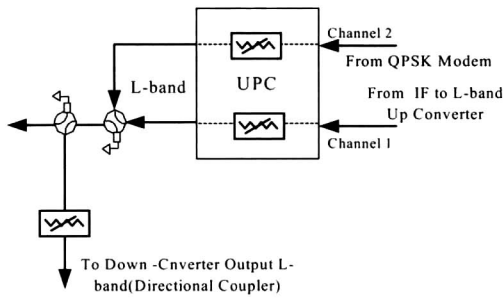 Channel 2
From QPSK Modem
L-band
UPC
From IF to L-band
Up Converter
Channel 1
To Down -Cnverter Output L-
band(Directional Coupler)